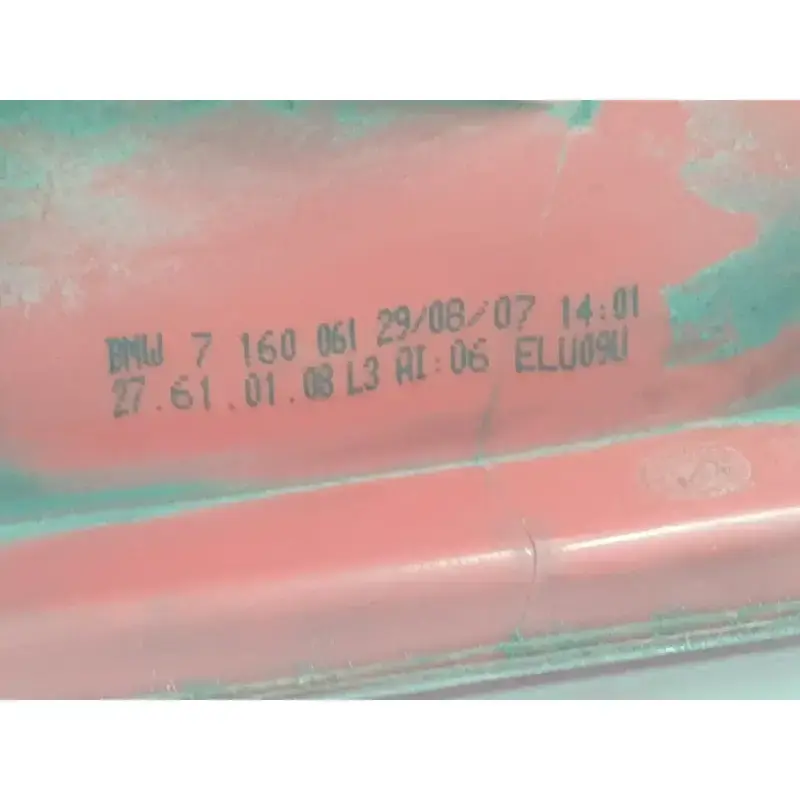 BMW 7 160 061 29/08/07 14:01
27.61.01.08 L3 AI:06 ELU09U